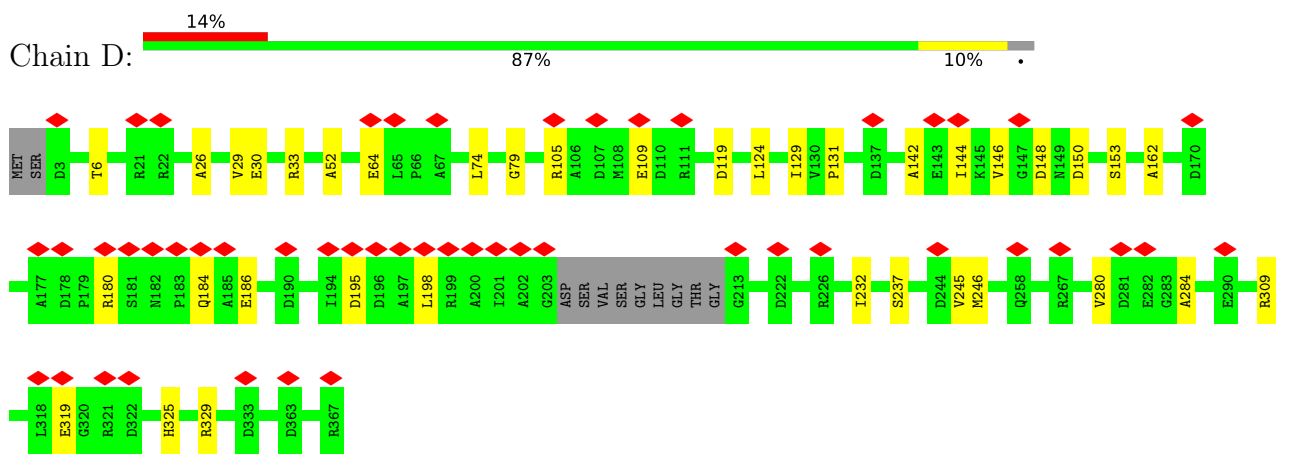 14%
Chain D:
87% 10% •
MET SER D3 T6 R21 R22 A26 V29 E30 R33 A52 E64 L65 P66 A67 L74 G79 R105 A106 D107 M108 E109 D110 R111 D119 L124 I129 V130 P131 D137 A142 E143 I144 K145 V146 G147 D148 N149 D150 S153 A162 D170
A177 D178 P179 R180 S181 N182 P183 Q184 A185 E186 D190 I194 D195 D196 A197 L198 R199 A200 I201 A202 G203 ASP SER VAL SER GLY LEU GLY THR GLY G213 D222 R226 I232 S237 D244 V245 M246 Q258 R267 V280 D281 E282 G283 A284 E290 R309
L318 E319 G320 R321 D322 H325 R329 D333 D363 R367